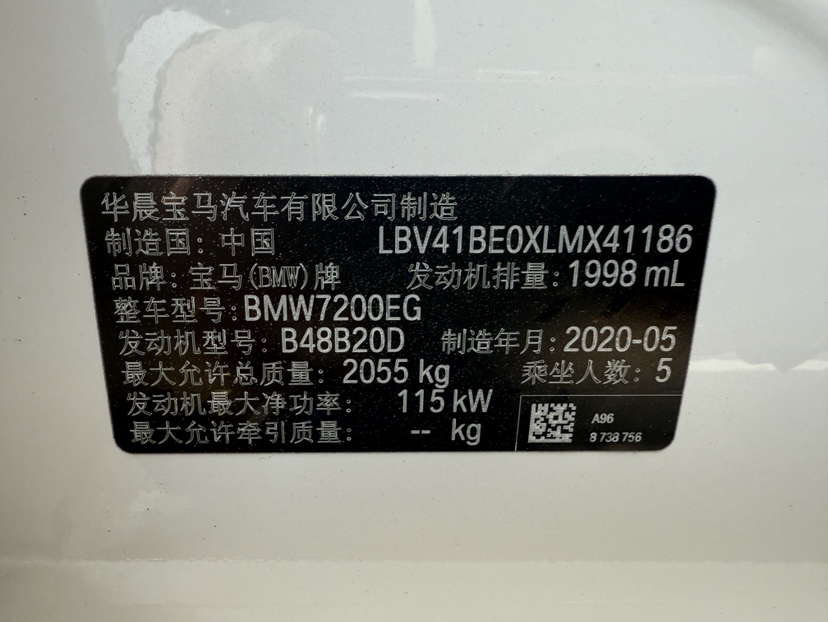 华晨宝马汽车有限公司制造
制造国：中国 LBV41BE0XLMX41186
品牌：宝马(BMW)牌 发动机排量：1998 mL
整车型号：BMW7200EG
发动机型号：B48B20D 制造年月：2020-05
最大允许总质量：2055 kg 乘坐人数：5
发动机最大净功率：115 kW
最大允许牵引质量：-- kg
A96
8 738 756